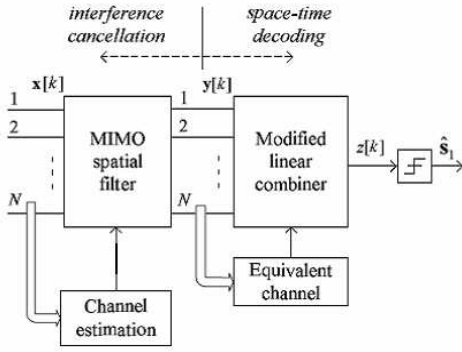 interference
cancellation
space-time
decoding
x[k]
y[k]
1
2
N
MIMO
spatial
filter
1
2
N
Modified
linear
combiner
z[k]
ŝ₁
Channel
estimation
Equivalent
channel